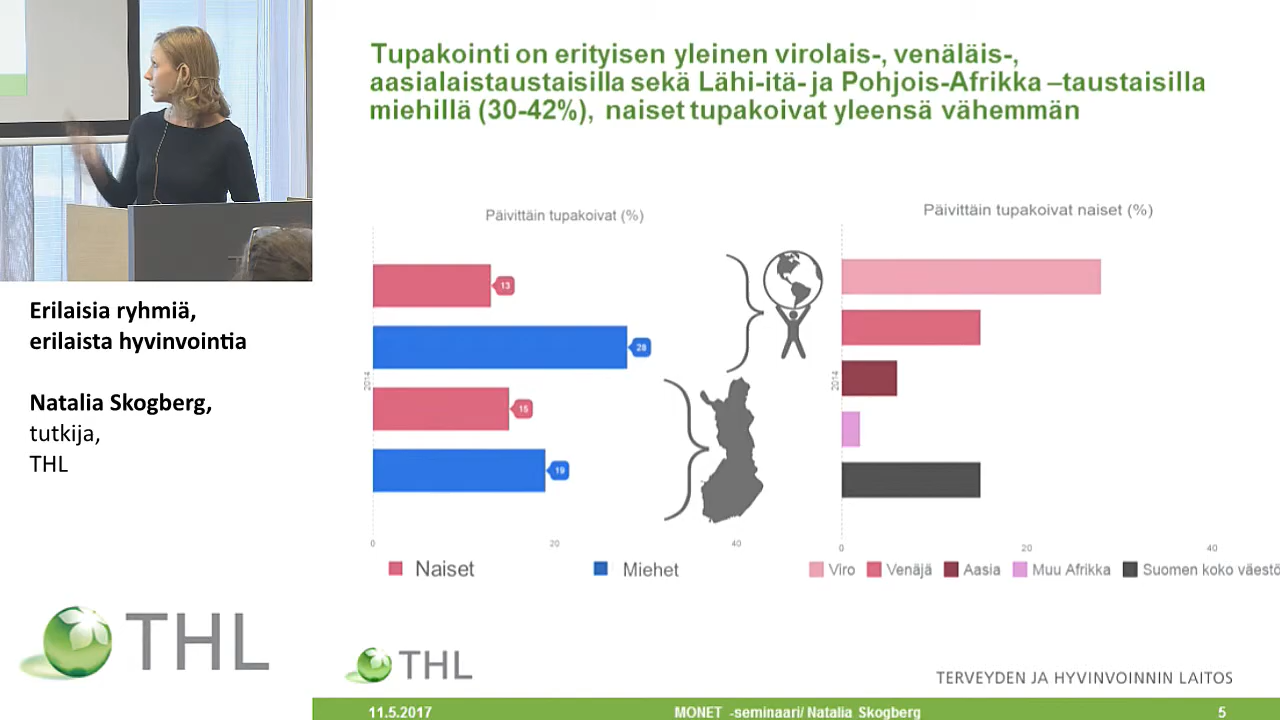 Tupakointi on erityisen yleinen virolais-, venäläis-,
aasialaistaustaisilla sekä Lähi-itä- ja Pohjois-Afrikka –taustaisilla
miehillä (30-42%), naiset tupakoivat yleensä vähemmän
Päivittäin tupakoivat (%)
13
28
2014
15
19
0 20 40
Naiset Miehet
Päivittäin tupakoivat naiset (%)
2014
0 20 40
Viro Venäjä Aasia Muu Afrikka Suomen koko väestö
Erilaisia ryhmiä,
erilaista hyvinvointia
Natalia Skogberg,
tutkija,
THL
THL
THL
TERVEYDEN JA HYVINVOINNIN LAITOS
11.5.2017 MONET -seminaari/ Natalia Skogberg 5